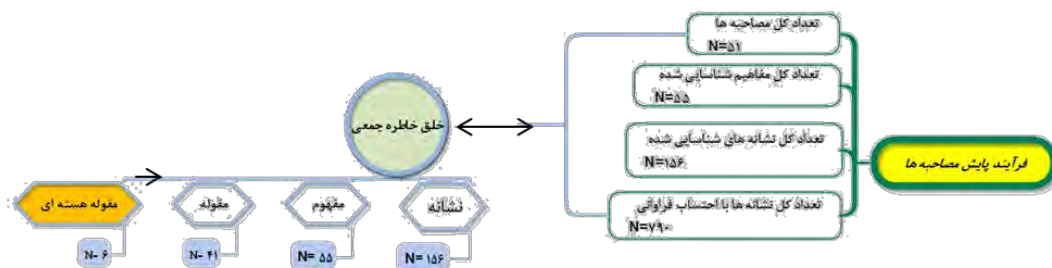 تعداد کل مصاحبه ها
N=۵۱
تعداد کل مفاهیم شناسایی شده
N=۵۵
تعداد کل نشانه های شناسایی شده
N=۱۵۶
تعداد کل نشانه ها با احتساب فراوانی
N=۷۹۰
فرآیند پایش مصاحبه ها
خلق خاطره جمعی
نشانه
N= ۱۵۶
مفهوم
N= ۵۵
مقوله
N- ۴۱
مقوله هسته ای
N- ۶